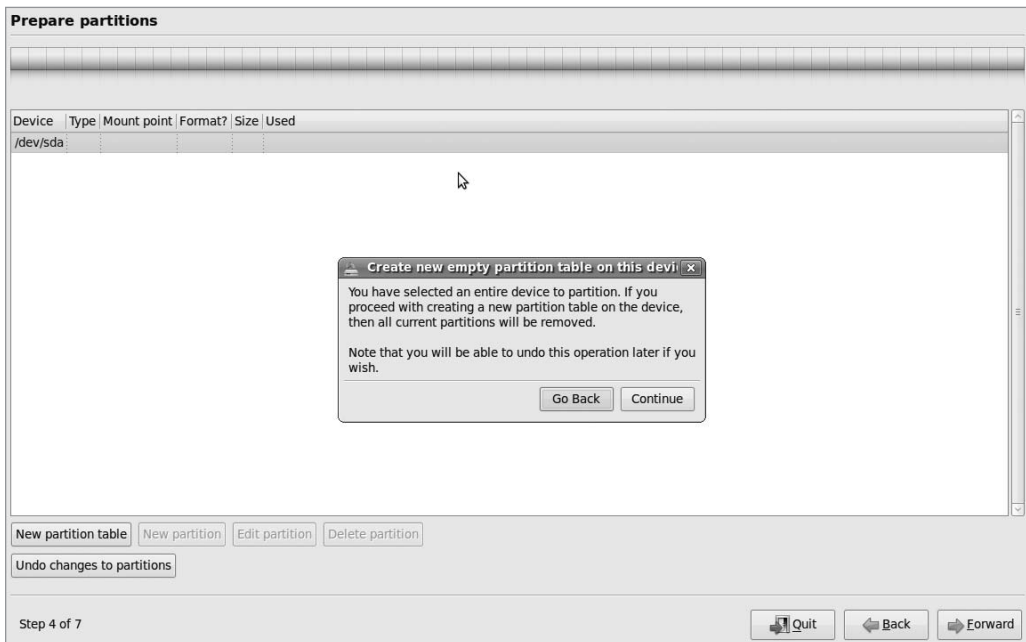 Prepare partitions
Device Type Mount point Format? Size Used
/dev/sda
Create new empty partition table on this devi
You have selected an entire device to partition. If you
proceed with creating a new partition table on the device,
then all current partitions will be removed.
Note that you will be able to undo this operation later if you
wish.
Go Back Continue
New partition table New partition Edit partition Delete partition
Undo changes to partitions
Step 4 of 7 Quit Back Forward